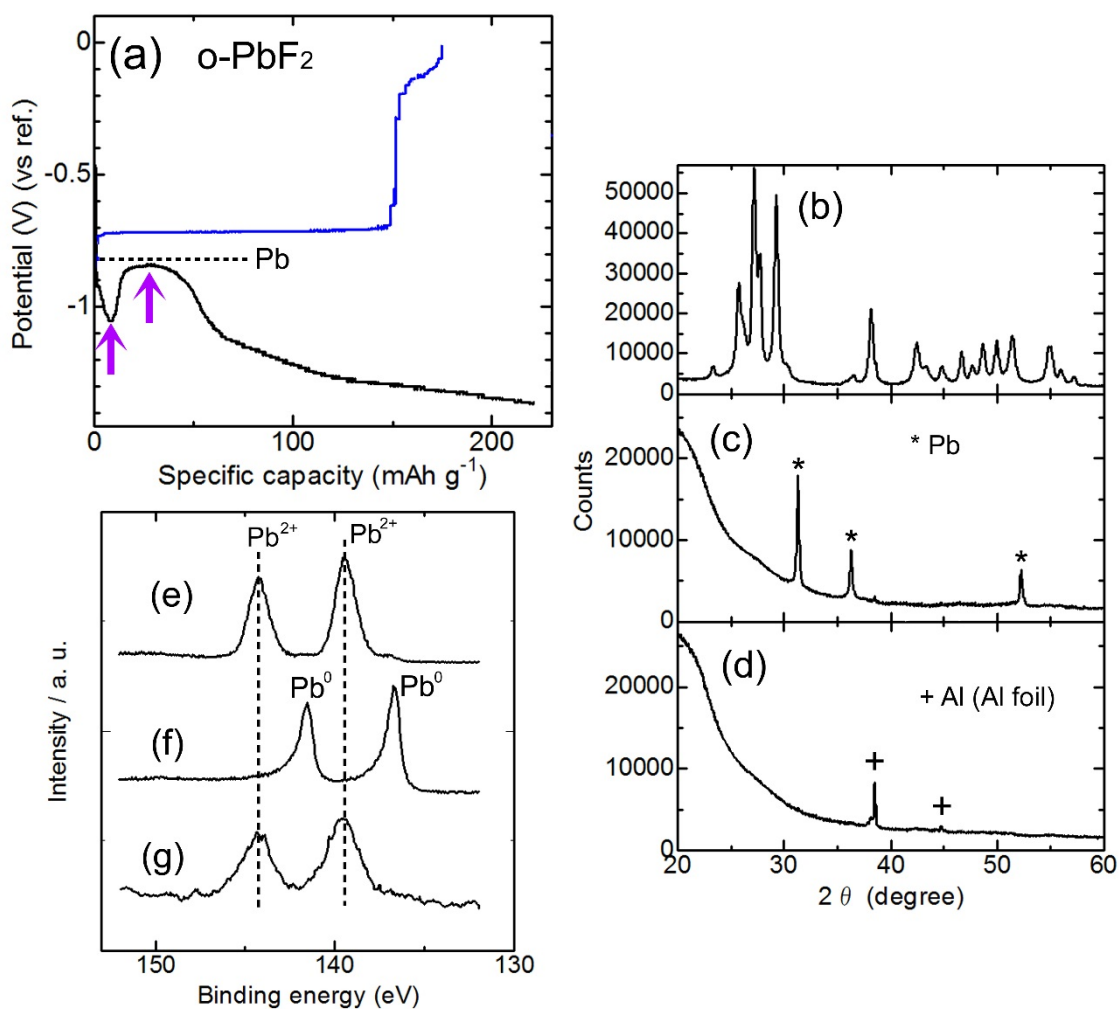 (a) o-PbF₂
0
-0.5
-1
Pb
0 100 200
Potential (V) (vs ref.)
Specific capacity (mAh g⁻¹)
(b)
50000
40000
30000
20000
10000
0
(c)
* Pb
*
*
*
20000
10000
0
(d)
+ Al (Al foil)
+
+
20000
10000
0
20 30 40 50 60
Counts
2 θ (degree)
Pb²⁺ Pb²⁺
(e)
Pb⁰ Pb⁰
(f)
(g)
150 140 130
Intensity / a. u.
Binding energy (eV)